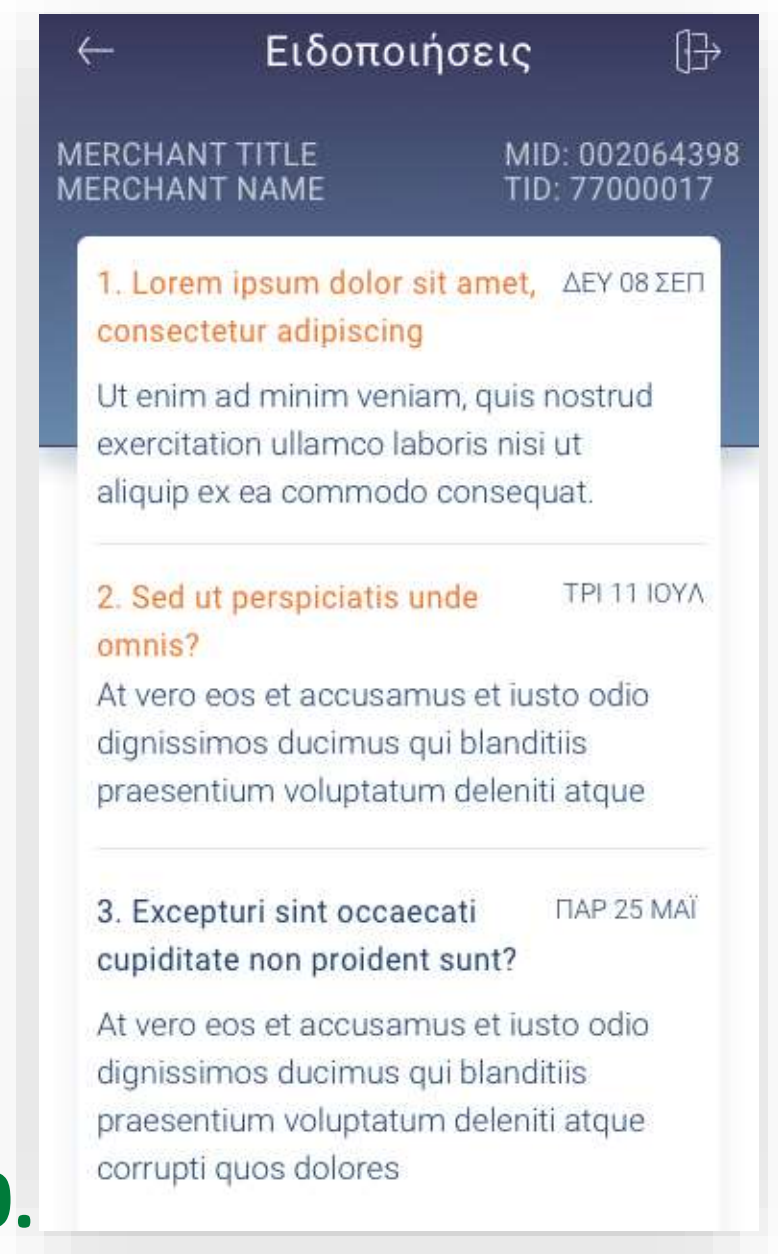 Ειδοποιήσεις
MERCHANT TITLE MID: 002064398
MERCHANT NAME TID: 77000017
1. Lorem ipsum dolor sit amet, ΔΕΥ 08 ΣΕΠ
consectetur adipiscing
Ut enim ad minim veniam, quis nostrud
exercitation ullamco laboris nisi ut
aliquip ex ea commodo consequat.
2. Sed ut perspiciatis unde ΤΡΙ 11 ΙΟΥΛ
omnis?
At vero eos et accusamus et iusto odio
dignissimos ducimus qui blanditiis
praesentium voluptatum deleniti atque
3. Excepturi sint occaecati ΠΑΡ 25 ΜΑΪ
cupiditate non proident sunt?
At vero eos et accusamus et iusto odio
dignissimos ducimus qui blanditiis
praesentium voluptatum deleniti atque
corrupti quos dolores